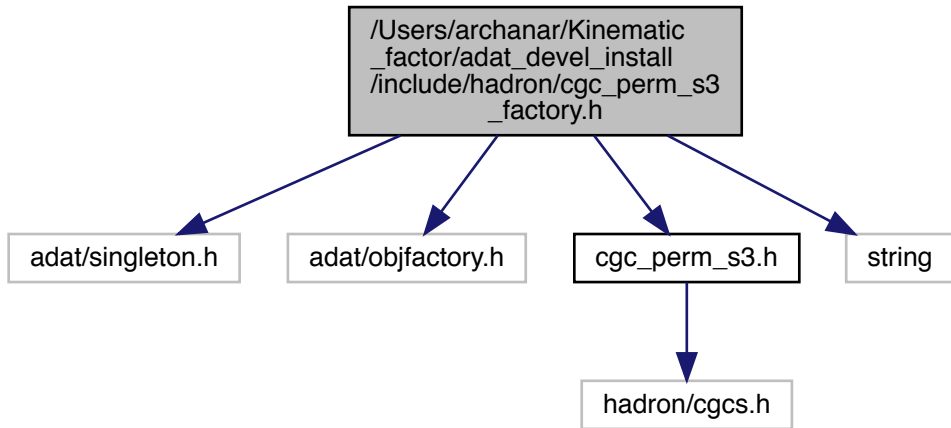 /Users/archanar/Kinematic
_factor/adat_devel_install
/include/hadron/cgc_perm_s3
_factory.h
adat/singleton.h
adat/objfactory.h
cgc_perm_s3.h
string
hadron/cgcs.h